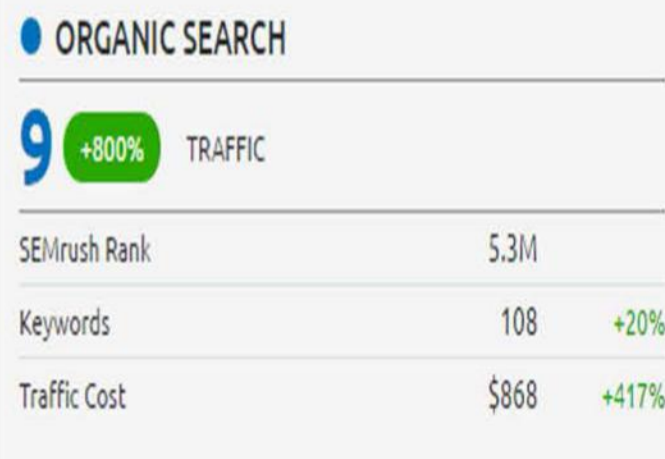 ORGANIC SEARCH
9 +800% TRAFFIC
SEMrush Rank 5.3M
Keywords 108 +20%
Traffic Cost $868 +417%